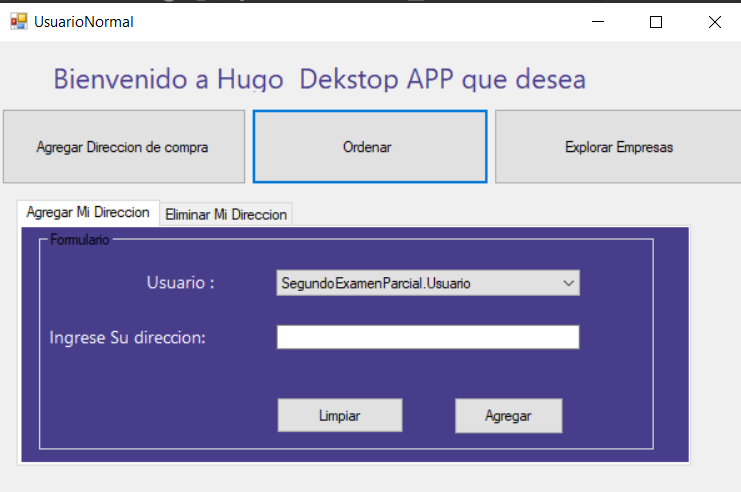 UsuarioNormal
Bienvenido a Hugo Dekstop APP que desea
Agregar Direccion de compra
Ordenar
Explorar Empresas
Agregar Mi Direccion
Eliminar Mi Direccion
Formulario
Usuario :
SegundoExamenParcial.Usuario
Ingrese Su direccion:
Limpiar
Agregar